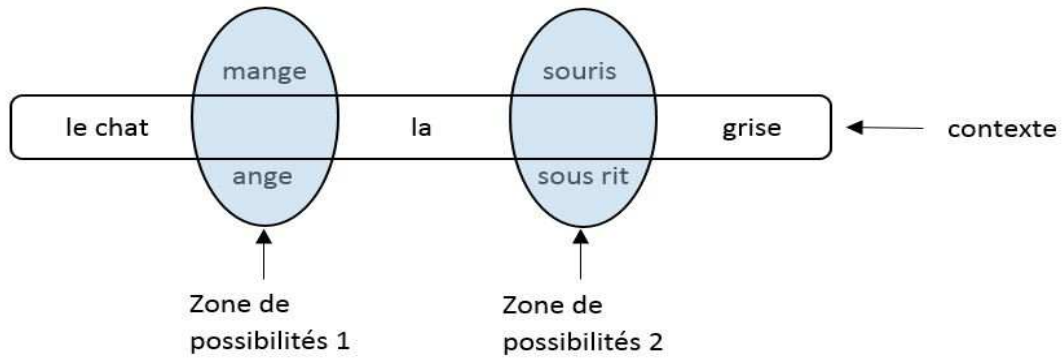 mange souris
le chat la grise contexte
ange sous rit
Zone de possibilités 1
Zone de possibilités 2